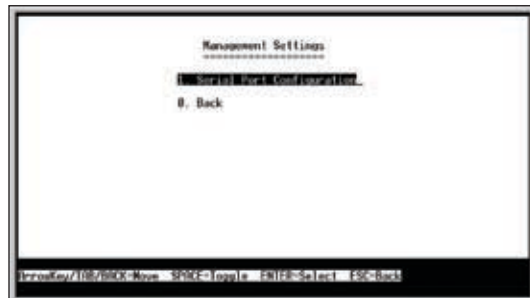 Management Settings
1. Serial Port Configuration
0. Back
ArrowKey/TAB/BACK=Move SPACE=Toggle ENTER=Select ESC=Back